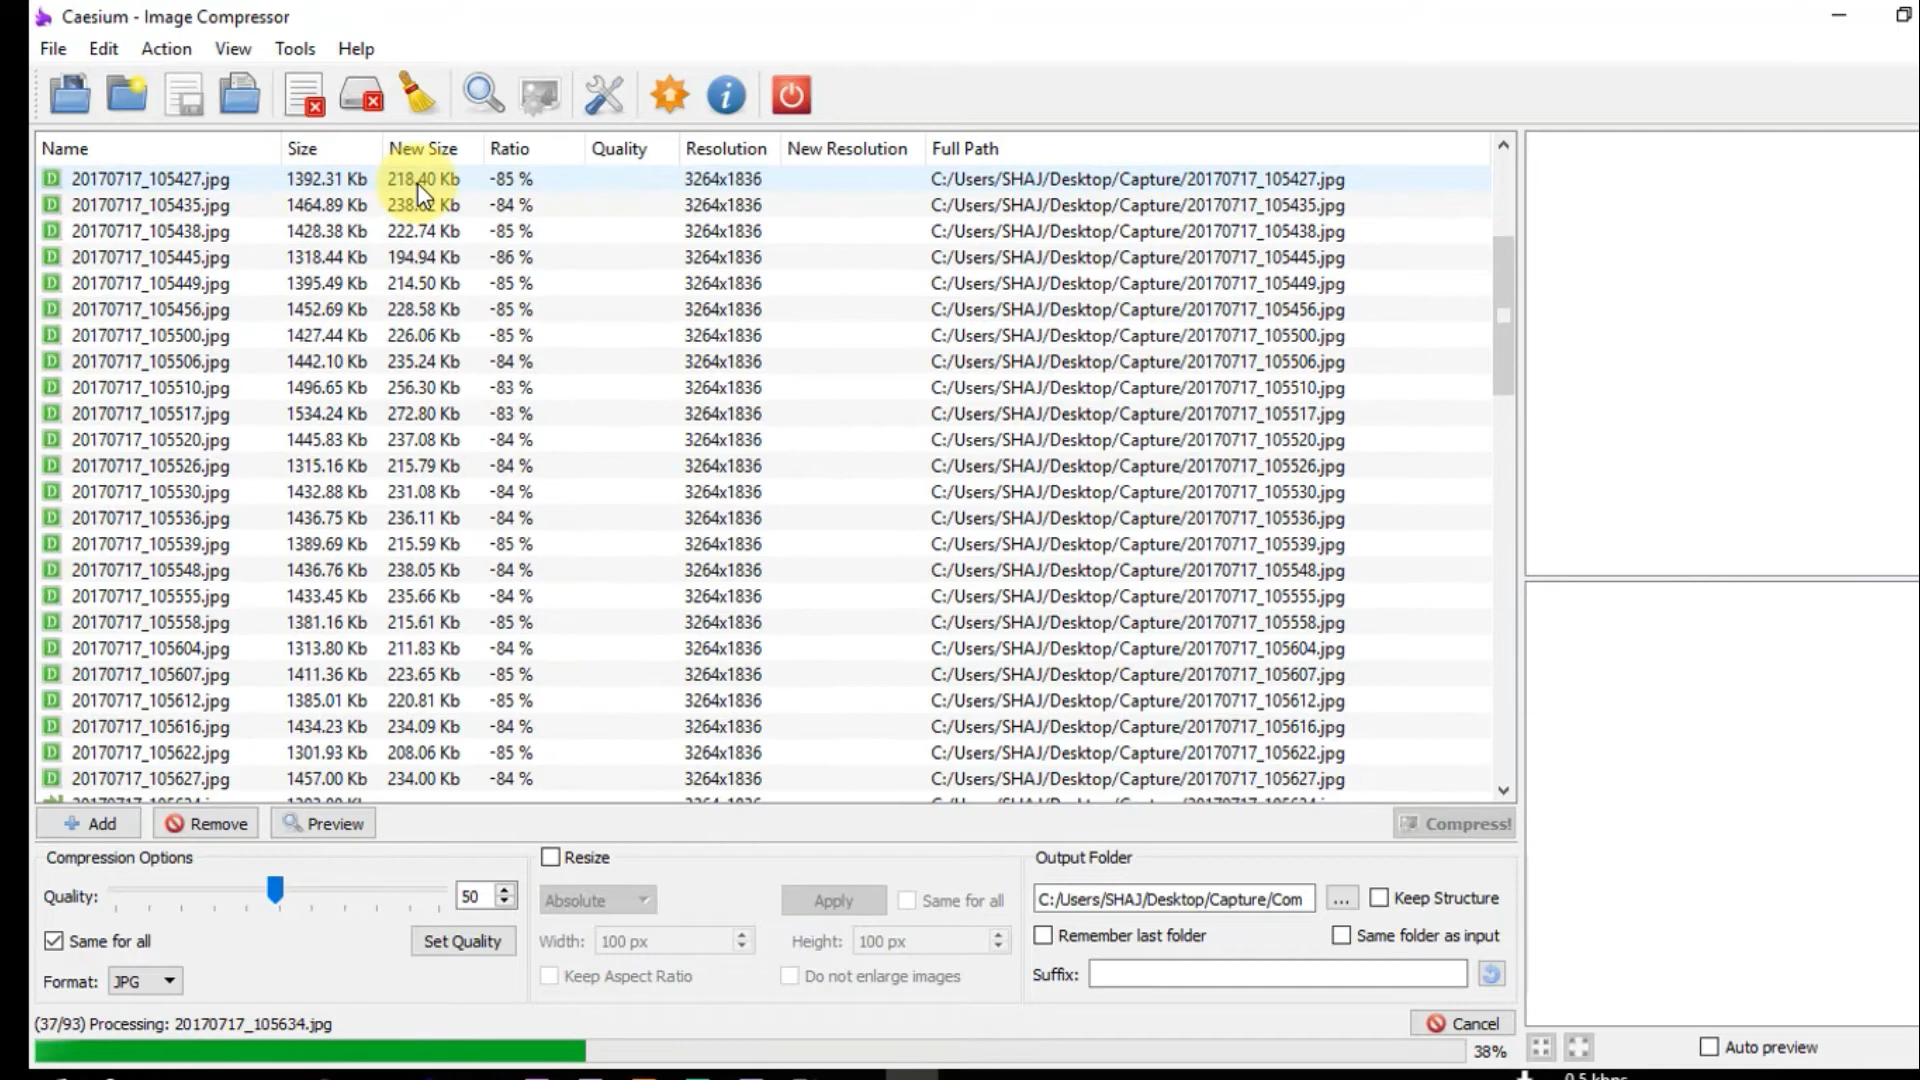 Caesium - Image Compressor
File Edit Action View Tools Help
Name Size New Size Ratio Quality Resolution New Resolution Full Path
20170717_105427.jpg 1392.31 Kb 218.40 Kb -85 % 3264x1836 C:/Users/SHAJ/Desktop/Capture/20170717_105427.jpg
20170717_105435.jpg 1464.89 Kb Kb -84 % 3264x1836 C:/Users/SHAJ/Desktop/Capture/20170717_105435.jpg
20170717_105438.jpg 1428.38 Kb 222.74 Kb -85 % 3264x1836 C:/Users/SHAJ/Desktop/Capture/20170717_105438.jpg
20170717_105445.jpg 1318.44 Kb 194.94 Kb -86 % 3264x1836 C:/Users/SHAJ/Desktop/Capture/20170717_105445.jpg
20170717_105449.jpg 1395.49 Kb 214.50 Kb -85 % 3264x1836 C:/Users/SHAJ/Desktop/Capture/20170717_105449.jpg
20170717_105456.jpg 1452.69 Kb 228.58 Kb -85 % 3264x1836 C:/Users/SHAJ/Desktop/Capture/20170717_105456.jpg
20170717_105500.jpg 1427.44 Kb 226.06 Kb -85 % 3264x1836 C:/Users/SHAJ/Desktop/Capture/20170717_105500.jpg
20170717_105506.jpg 1442.10 Kb 235.24 Kb -84 % 3264x1836 C:/Users/SHAJ/Desktop/Capture/20170717_105506.jpg
20170717_105510.jpg 1496.65 Kb 256.30 Kb -83 % 3264x1836 C:/Users/SHAJ/Desktop/Capture/20170717_105510.jpg
20170717_105517.jpg 1534.24 Kb 272.80 Kb -83 % 3264x1836 C:/Users/SHAJ/Desktop/Capture/20170717_105517.jpg
20170717_105520.jpg 1445.83 Kb 237.08 Kb -84 % 3264x1836 C:/Users/SHAJ/Desktop/Capture/20170717_105520.jpg
20170717_105526.jpg 1315.16 Kb 215.79 Kb -84 % 3264x1836 C:/Users/SHAJ/Desktop/Capture/20170717_105526.jpg
20170717_105530.jpg 1432.88 Kb 231.08 Kb -84 % 3264x1836 C:/Users/SHAJ/Desktop/Capture/20170717_105530.jpg
20170717_105536.jpg 1436.75 Kb 236.11 Kb -84 % 3264x1836 C:/Users/SHAJ/Desktop/Capture/20170717_105536.jpg
20170717_105539.jpg 1389.69 Kb 215.59 Kb -85 % 3264x1836 C:/Users/SHAJ/Desktop/Capture/20170717_105539.jpg
20170717_105548.jpg 1436.76 Kb 238.05 Kb -84 % 3264x1836 C:/Users/SHAJ/Desktop/Capture/20170717_105548.jpg
20170717_105555.jpg 1433.45 Kb 235.66 Kb -84 % 3264x1836 C:/Users/SHAJ/Desktop/Capture/20170717_105555.jpg
20170717_105558.jpg 1381.16 Kb 215.61 Kb -85 % 3264x1836 C:/Users/SHAJ/Desktop/Capture/20170717_105558.jpg
20170717_105604.jpg 1313.80 Kb 211.83 Kb -84 % 3264x1836 C:/Users/SHAJ/Desktop/Capture/20170717_105604.jpg
20170717_105607.jpg 1411.36 Kb 223.65 Kb -85 % 3264x1836 C:/Users/SHAJ/Desktop/Capture/20170717_105607.jpg
20170717_105612.jpg 1385.01 Kb 220.81 Kb -85 % 3264x1836 C:/Users/SHAJ/Desktop/Capture/20170717_105612.jpg
20170717_105616.jpg 1434.23 Kb 234.09 Kb -84 % 3264x1836 C:/Users/SHAJ/Desktop/Capture/20170717_105616.jpg
20170717_105622.jpg 1301.93 Kb 208.06 Kb -85 % 3264x1836 C:/Users/SHAJ/Desktop/Capture/20170717_105622.jpg
20170717_105627.jpg 1457.00 Kb 234.00 Kb -84 % 3264x1836 C:/Users/SHAJ/Desktop/Capture/20170717_105627.jpg
Add Remove Preview Compress!
Compression Options Resize Output Folder
Quality: 50 Absolute Apply Same for all C:/Users/SHAJ/Desktop/Capture/Com ... Keep Structure
Same for all Set Quality Width: 100 px Height: 100 px Remember last folder Same folder as input
Format: JPG Keep Aspect Ratio Do not enlarge images Suffix:
(37/93) Processing: 20170717_105634.jpg Cancel
38% Auto preview